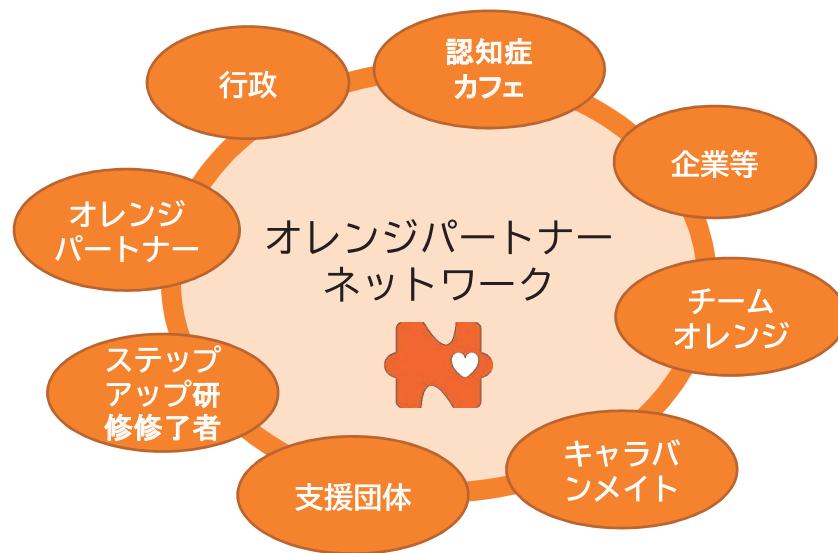 認知症
カフェ
行政
企業等
オレンジ
パートナー
オレンジパートナー
ネットワーク
チーム
オレンジ
ステップ
アップ研
修修了者
キャラバ
ンメイト
支援団体